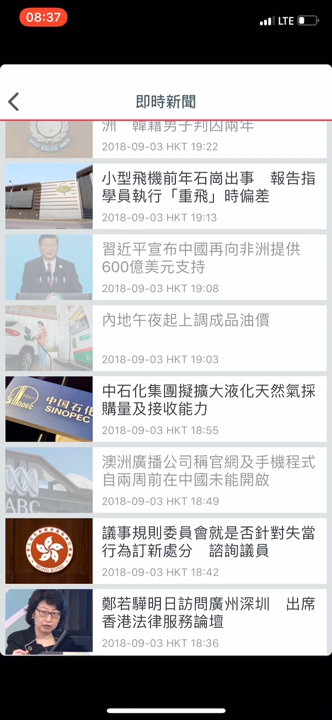 08:37
LTE
即時新聞
洲　韓籍男子判囚兩年
2018-09-03 HKT 19:22
小型飛機前年石崗出事　報告指
學員執行「重飛」時偏差
2018-09-03 HKT 19:13
習近平宣布中國再向非洲提供
600億美元支持
2018-09-03 HKT 19:08
內地午夜起上調成品油價
2018-09-03 HKT 19:03
中国石化
SINOPEC
中石化集團擬擴大液化天然氣採
購量及接收能力
2018-09-03 HKT 18:55
ABC
澳洲廣播公司稱官網及手機程式
自兩周前在中國未能開啟
2018-09-03 HKT 18:49
議事規則委員會就是否針對失當
行為訂新處分　諮詢議員
2018-09-03 HKT 18:42
鄭若驊明日訪問廣州深圳　出席
香港法律服務論壇
2018-09-03 HKT 18:36